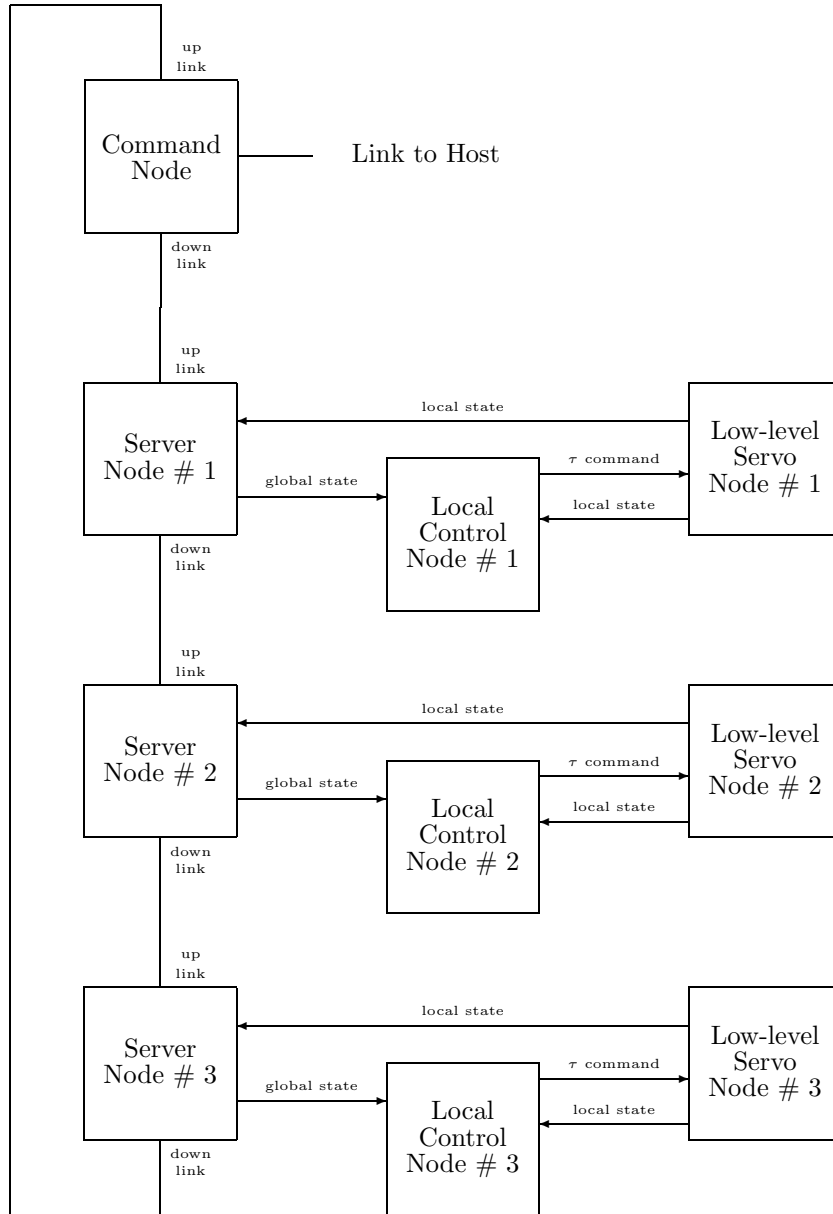 up
link
Command
Node
Link to Host
down
link
up
link
Server
Node # 1
local state
Low-level
Servo
Node # 1
global state
τ command
local state
Local
Control
Node # 1
down
link
up
link
Server
Node # 2
local state
Low-level
Servo
Node # 2
global state
τ command
local state
Local
Control
Node # 2
down
link
up
link
Server
Node # 3
local state
Low-level
Servo
Node # 3
global state
τ command
local state
Local
Control
Node # 3
down
link